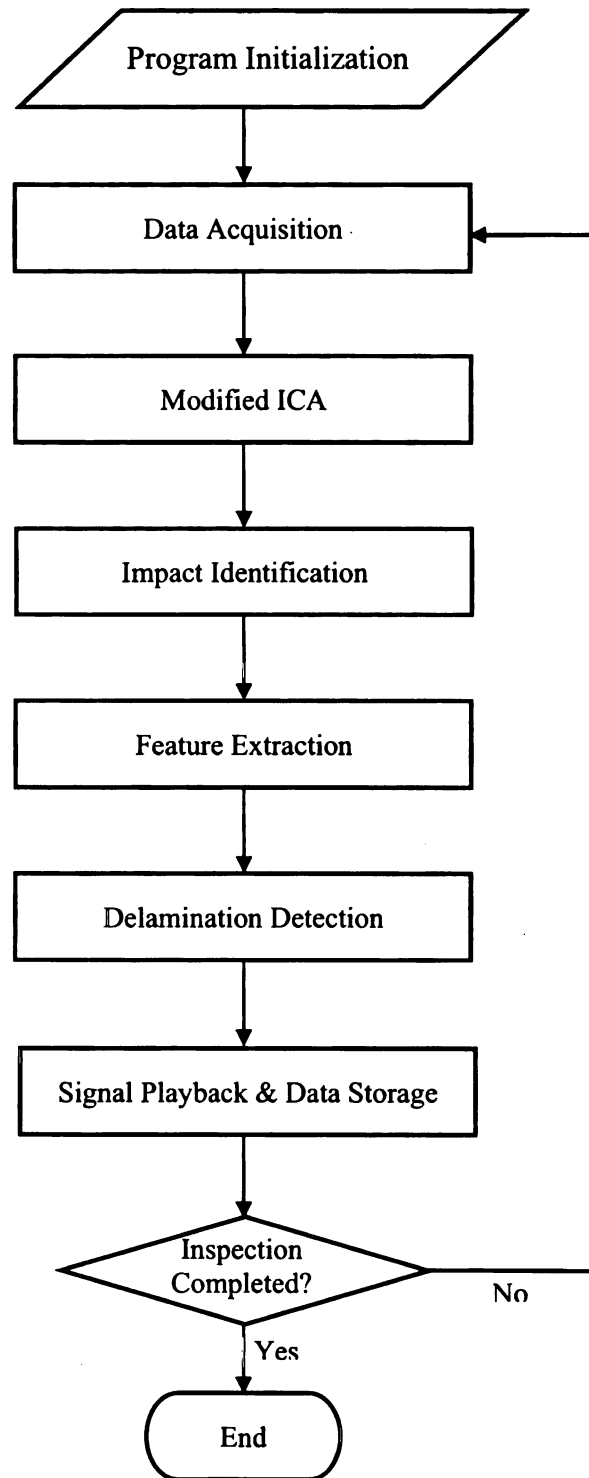 Program Initialization
Data Acquisition
Modified ICA
Impact Identification
Feature Extraction
Delamination Detection
Signal Playback & Data Storage
Inspection
Completed?
No
Yes
End